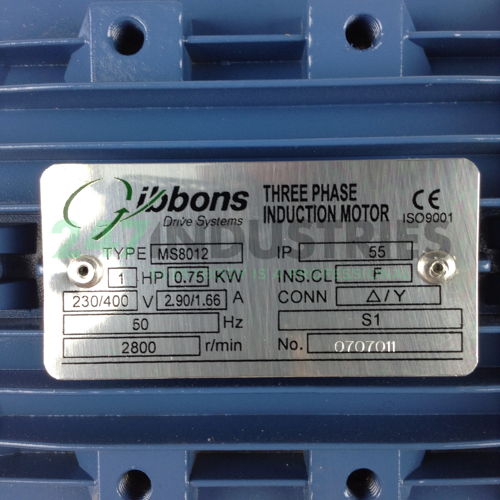 Gibbons
Drive Systems
THREE PHASE
INDUCTION MOTOR
CE
ISO9001
TYPE MS8012 IP 55
1 HP 0.75 KW INS.CL F
230/400 V 2.90/1.66 A CONN △/Y
50 Hz S1
2800 r/min No. 0707011
INDUSTRIES